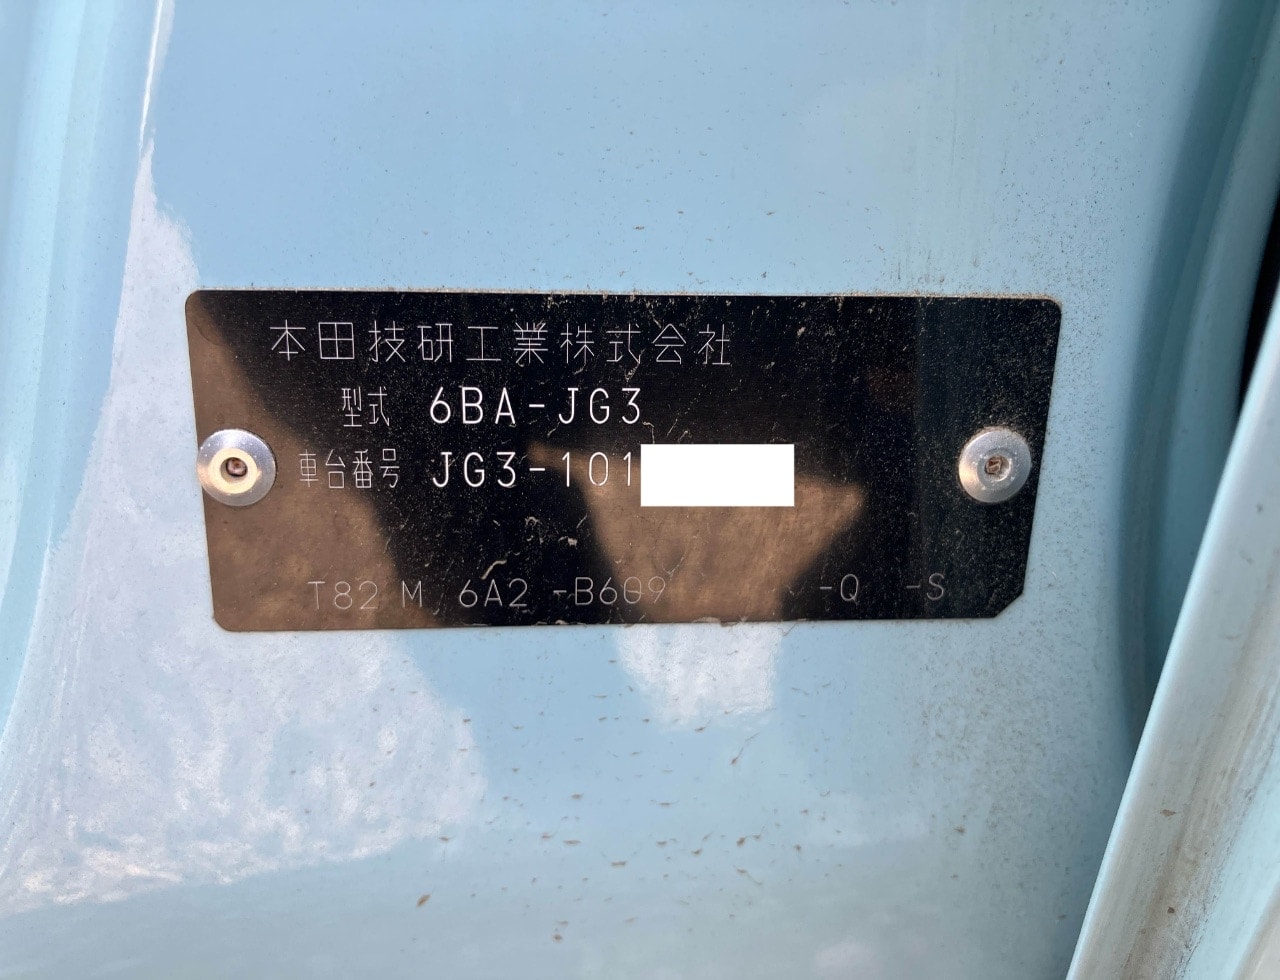 本田技研工業株式会社
型式 6BA-JG3
車台番号 JG3-101
T82 M 6A2 -B609 -Q -S